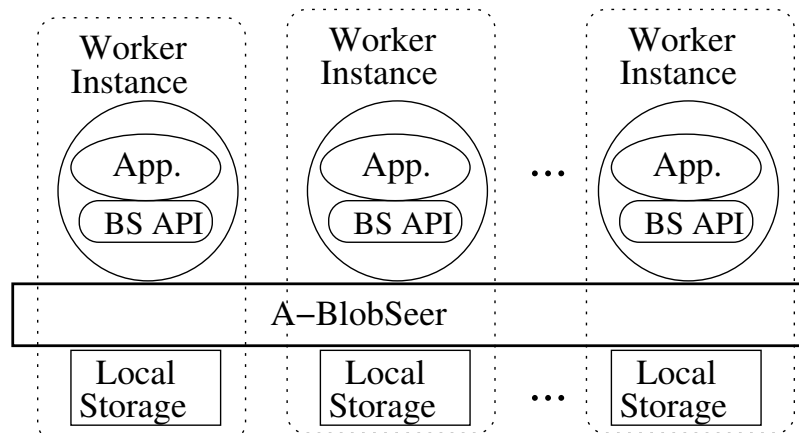 Worker
Instance
App.
BS API
Worker
Instance
App.
BS API
...
Worker
Instance
App.
BS API
A−BlobSeer
Local
Storage
Local
Storage
...
Local
Storage